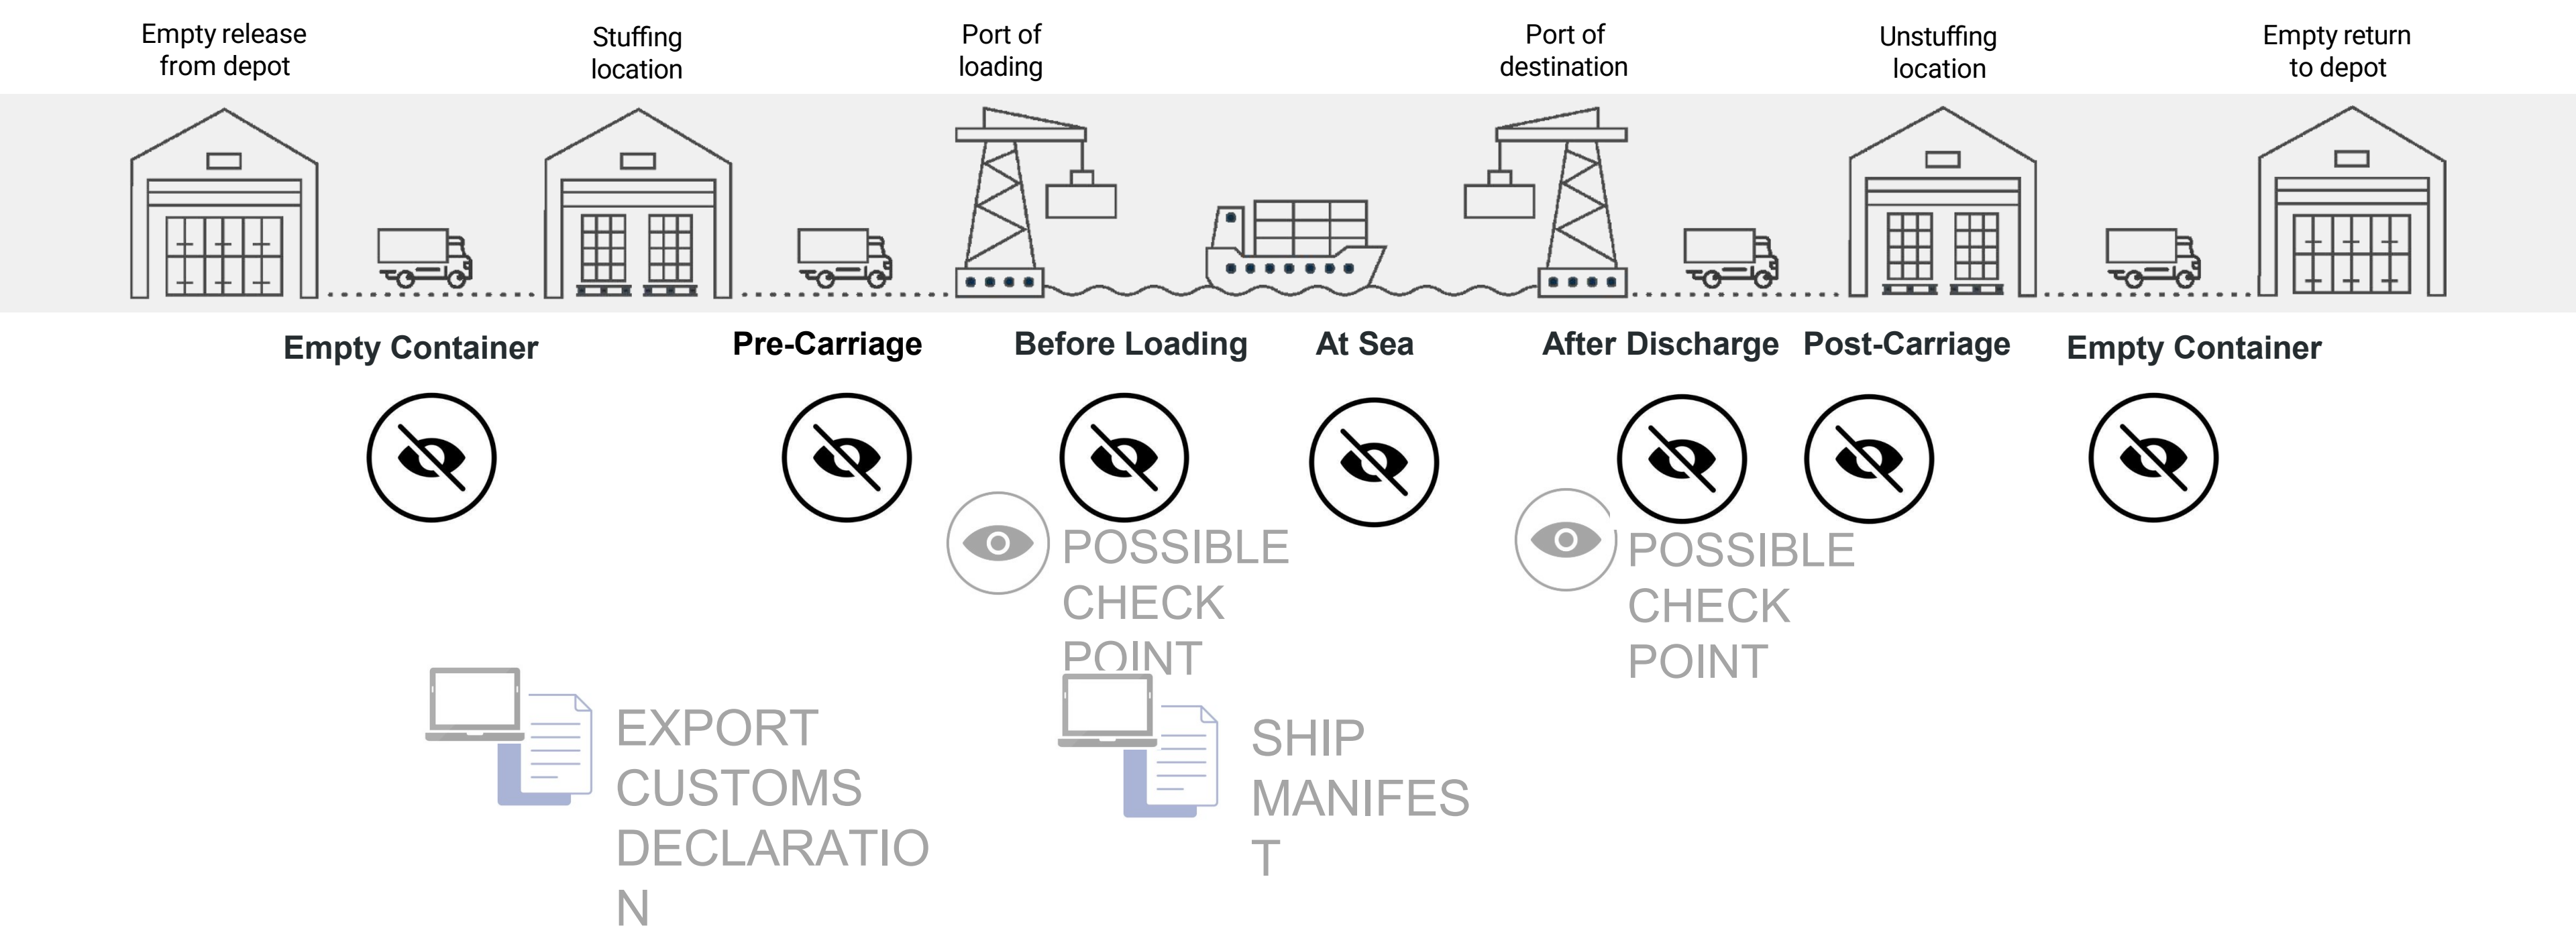 Empty release
from depot
Stuffing
location
Port of
loading
Port of
destination
Unstuffing
location
Empty return
to depot
Empty Container
Pre-Carriage
Before Loading
At Sea
After Discharge
Post-Carriage
Empty Container
POSSIBLE
CHECK
POINT
POSSIBLE
CHECK
POINT
EXPORT
CUSTOMS
DECLARATIO
N
SHIP
MANIFES
T